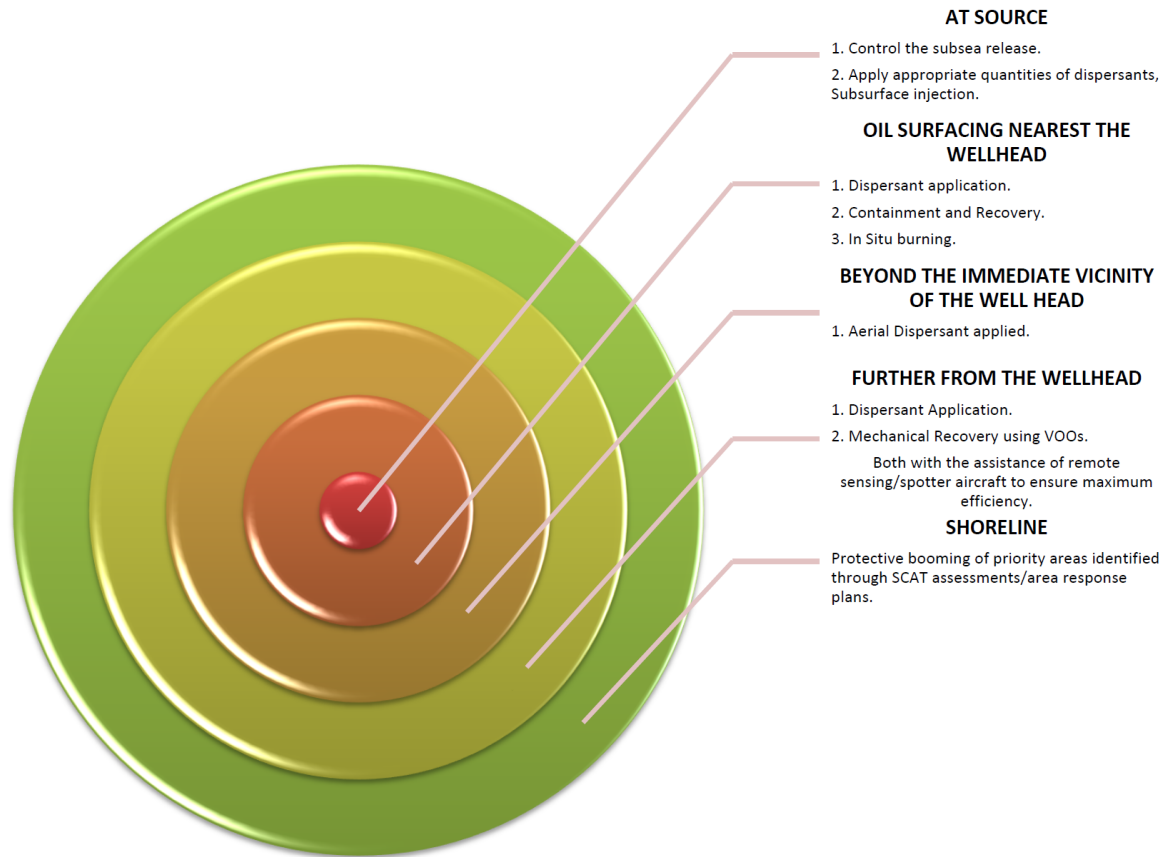 AT SOURCE
1. Control the subsea release.
2. Apply appropriate quantities of dispersants,
Subsurface injection.
OIL SURFACING NEAREST THE
WELLHEAD
1. Dispersant application.
2. Containment and Recovery.
3. In Situ burning.
BEYOND THE IMMEDIATE VICINITY
OF THE WELL HEAD
1. Aerial Dispersant applied.
FURTHER FROM THE WELLHEAD
1. Dispersant Application.
2. Mechanical Recovery using VOOs.
Both with the assistance of remote
sensing/spotter aircraft to ensure maximum
efficiency.
SHORELINE
Protective booming of priority areas identified
through SCAT assessments/area response
plans.